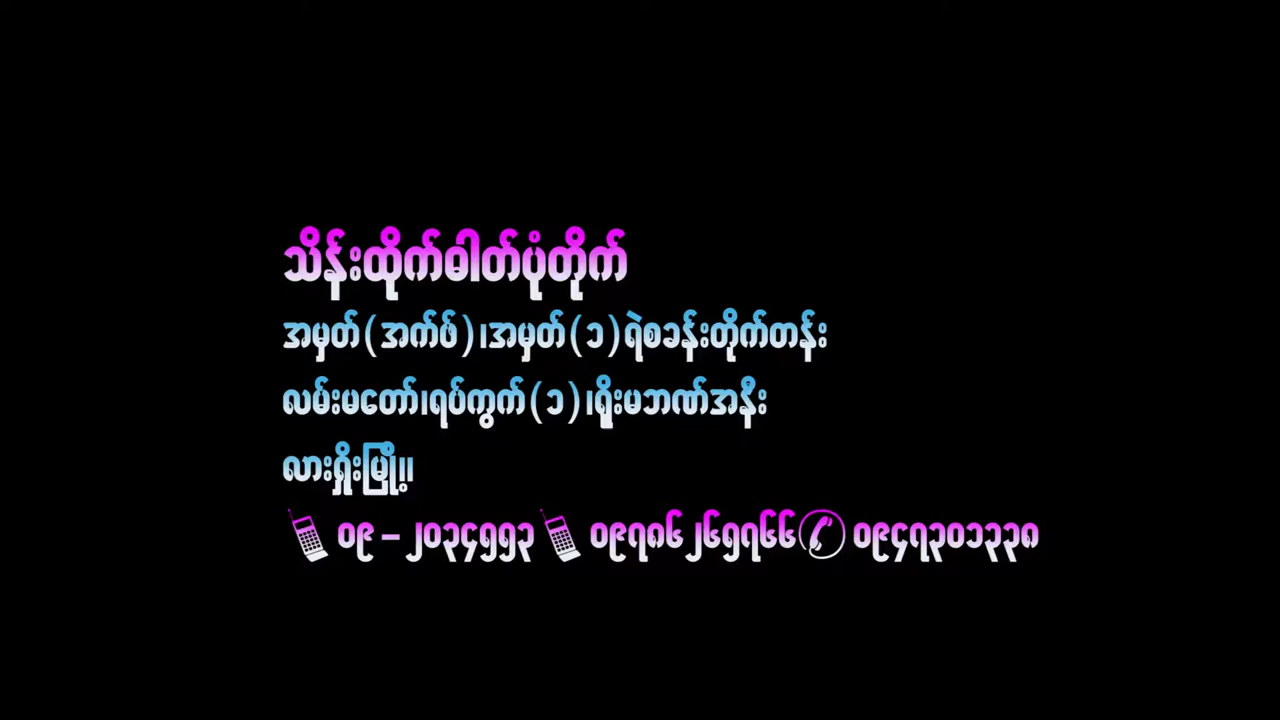 သိန်းထိုက်ဓါတ်ပုံတိုက်
အမှတ်(အက်ဖ်)၊အမှတ်(၁)ရဲစခန်းတိုက်တန်း
လမ်းမတော်၊ရပ်ကွက်(၁)၊ရိုးမဘဏ်အနီး
လားရှိုးမြို့။
၀၉ – ၂၀၃၄၅၅၃ ၀၉၇၈၆၂၆၅၇၆၆ ၀၉၄၇၃၀၁၃၃၈